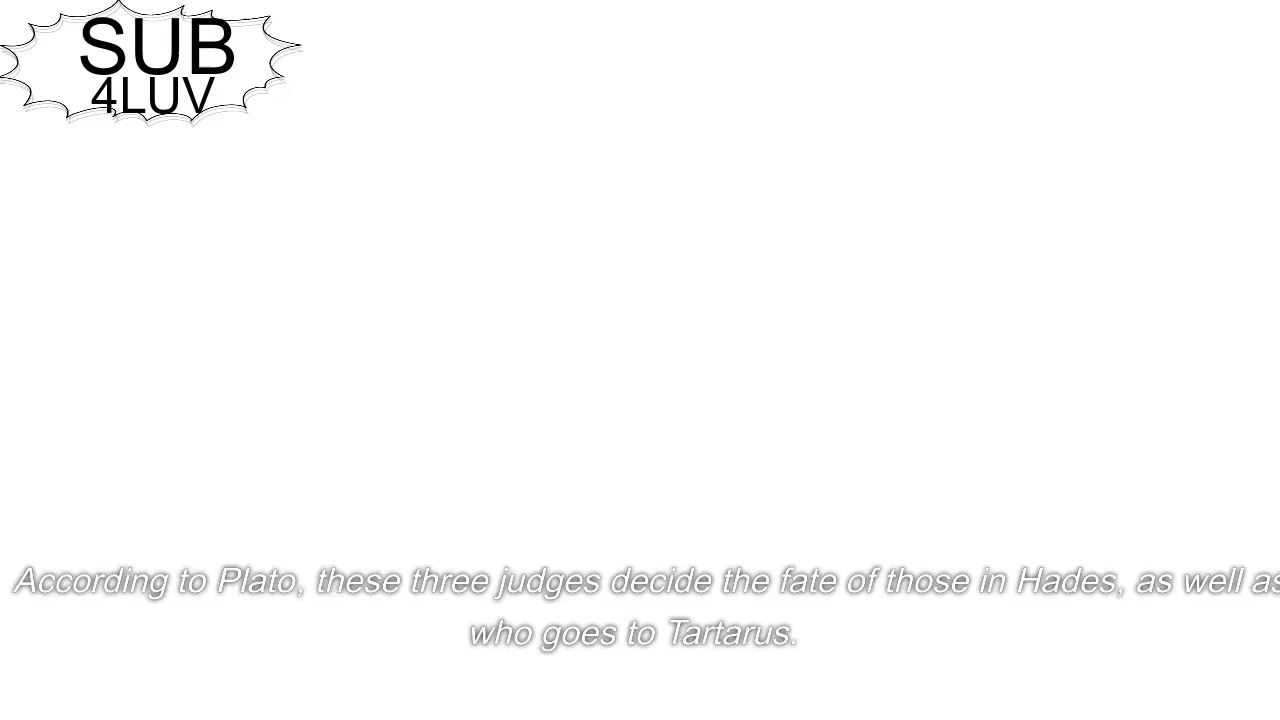 SUB
4LUV
According to Plato, these three judges decide the fate of those in Hades, as well as
who goes to Tartarus.